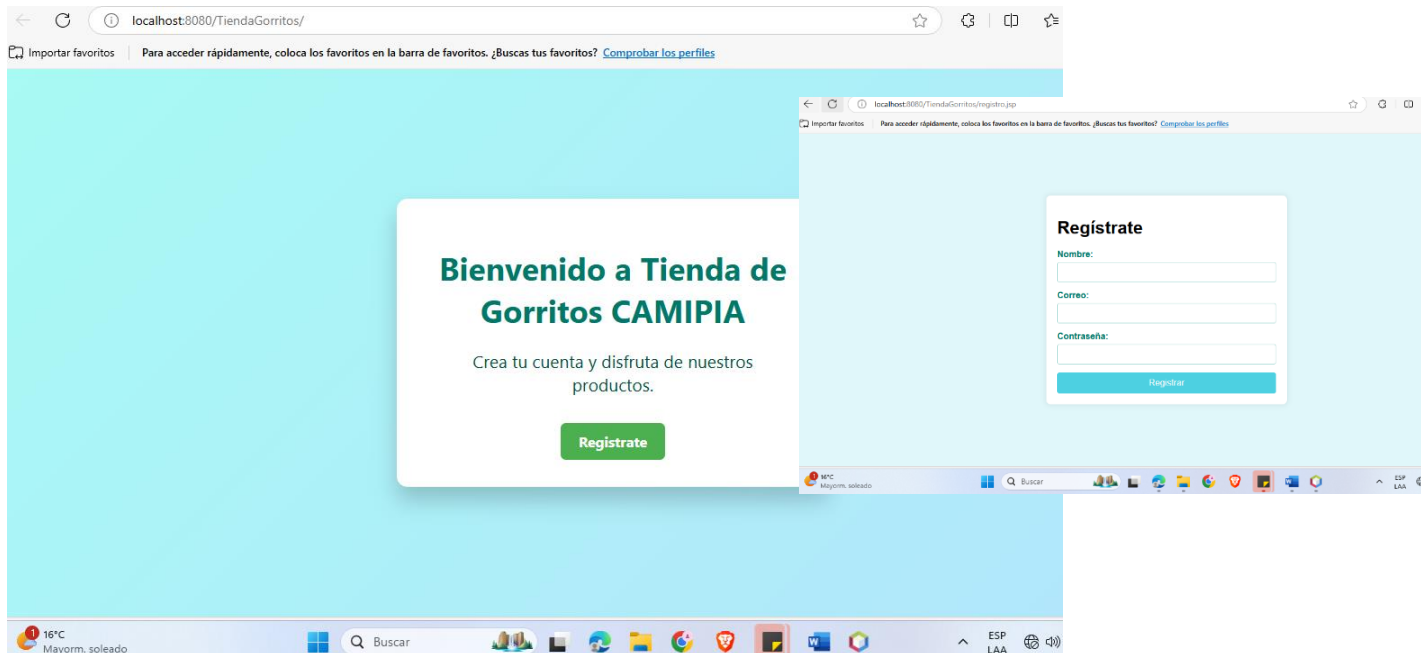 localhost:8080/TiendaGorritos/
Importar favoritos
Para acceder rápidamente, coloca los favoritos en la barra de favoritos. ¿Buscas tus favoritos? Comprobar los perfiles
Bienvenido a Tienda de
Gorritos CAMIPIA
Crea tu cuenta y disfruta de nuestros
productos.
Registrate
1
16°C
Mayorm. soleado
Buscar
ESP
LAA
localhost:8080/TiendaGorritos/registro.jsp
Importar favoritos
Para acceder rápidamente, coloca los favoritos en la barra de favoritos. ¿Buscas tus favoritos? Comprobar los perfiles
Regístrate
Nombre:
Correo:
Contraseña:
Registrar
16°C
Mayorm. soleado
Buscar
ESP
LAA